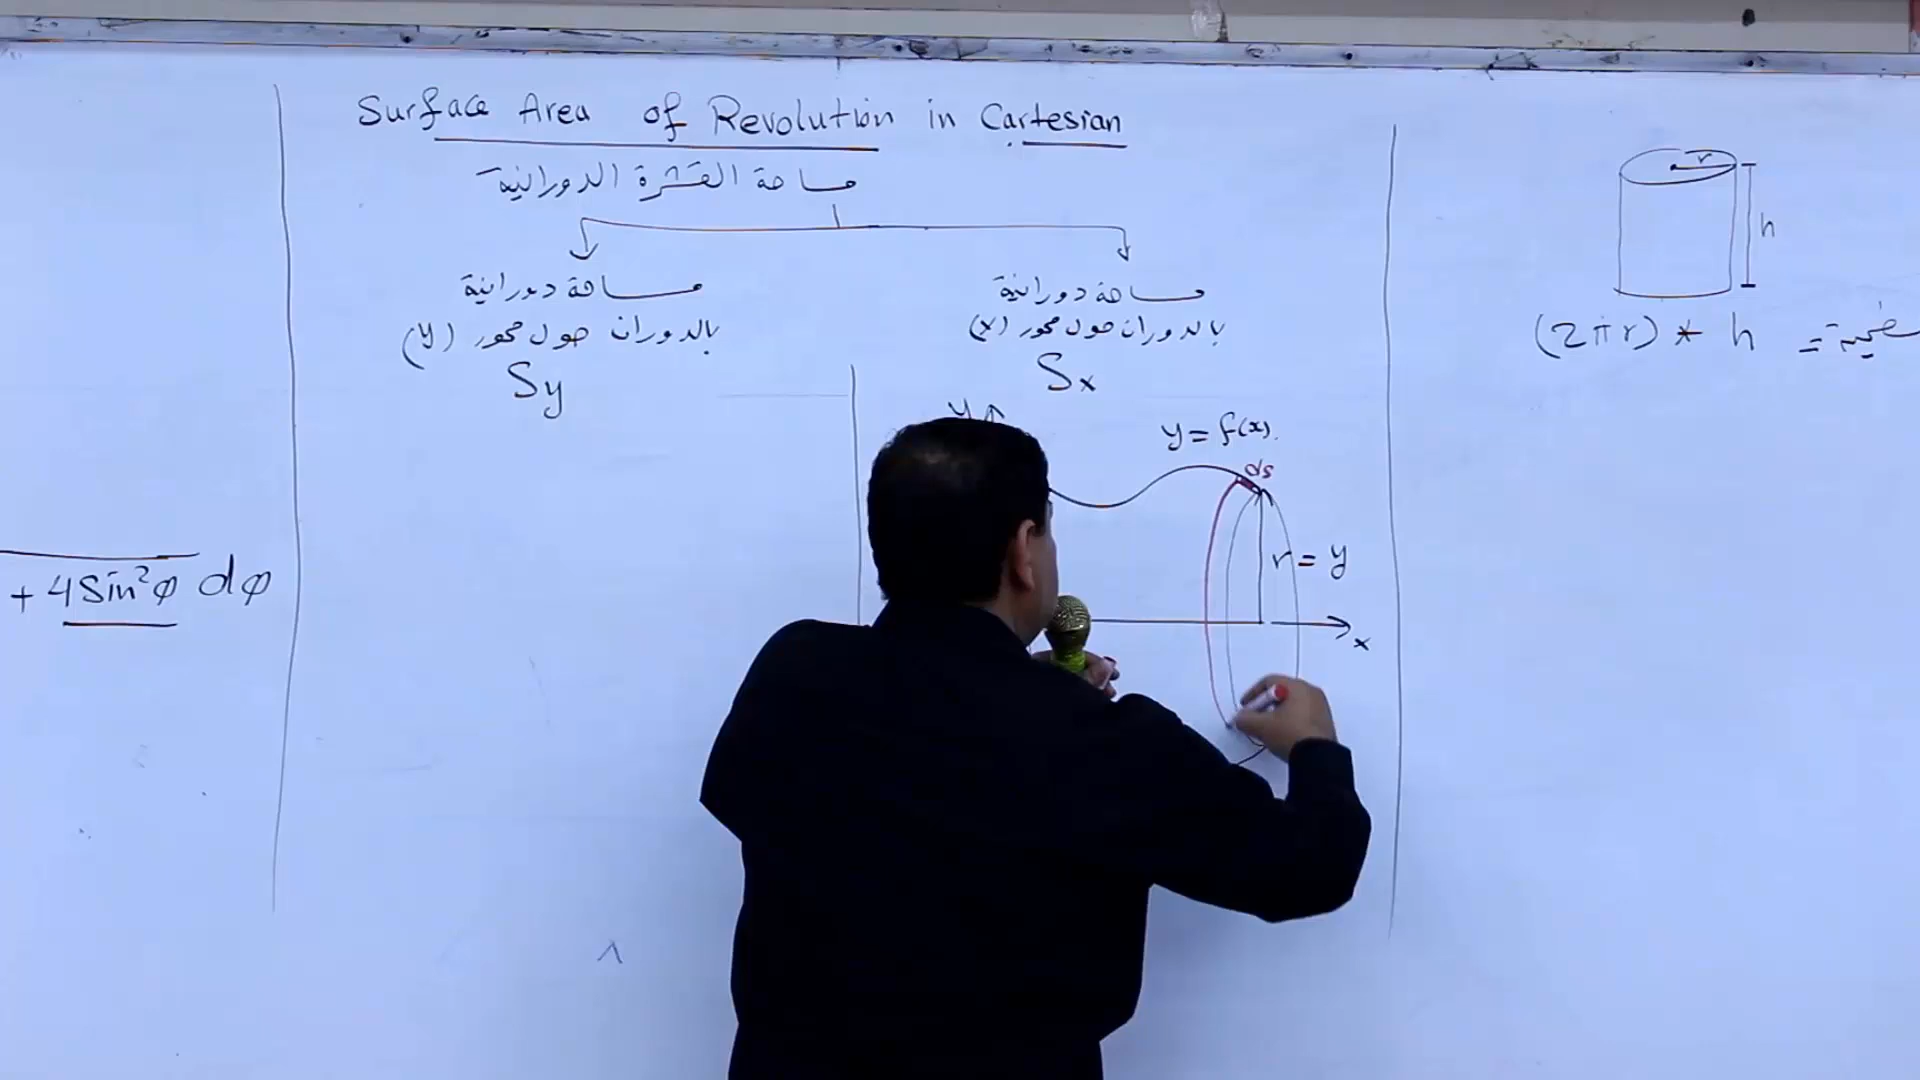 Surface Area of Revolution in Cartesian
مساحة القشرة الدورانية
مساحة دورانية
بالدوران حول محور (x)
Sx
مساحة دورانية
بالدوران حول محور (y)
Sy
y
y = f(x).
ds
r = y
x
r
h
(2πr) * h =
+ 4Sin²φ dφ